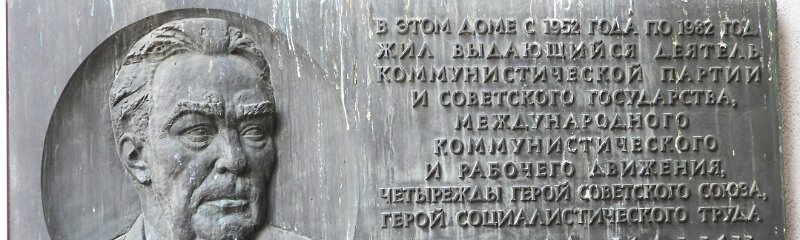 В ЭТОМ ДОМЕ С 1952 ГОДА ПО 1982 ГОД
ЖИЛ ВЫДАЮЩИЙСЯ ДЕЯТЕЛЬ
КОММУНИСТИЧЕСКОЙ ПАРТИИ
И СОВЕТСКОГО ГОСУДАРСТВА,
МЕЖДУНАРОДНОГО
КОММУНИСТИЧЕСКОГО
И РАБОЧЕГО ДВИЖЕНИЯ,
ЧЕТЫРЕЖДЫ ГЕРОЙ СОВЕТСКОГО СОЮЗА,
ГЕРОЙ СОЦИАЛИСТИЧЕСКОГО ТРУДА